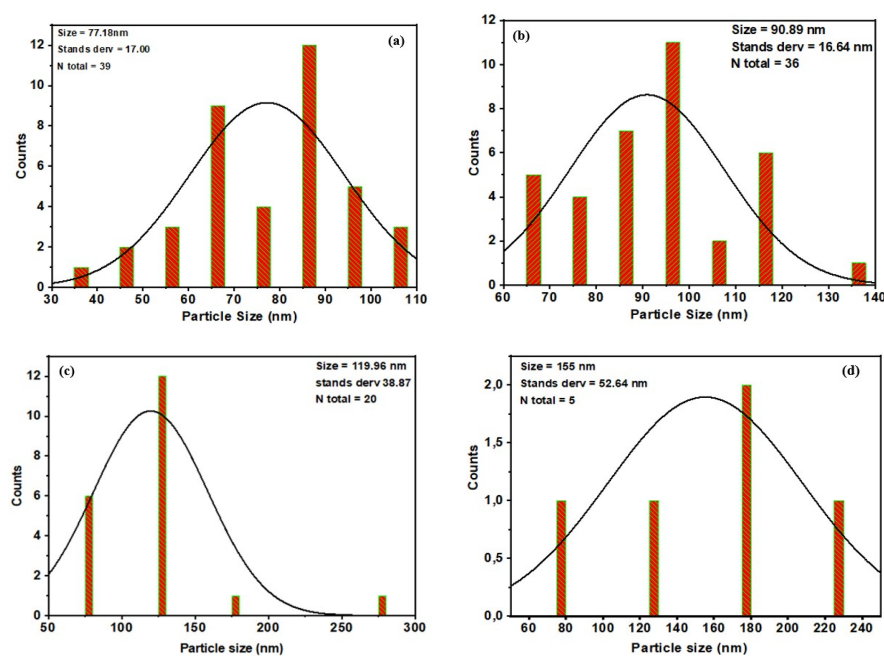 Size = 77.18nm
Stands derv = 17.00
N total = 39
(a)
12
10
8
6
4
2
0
Counts
30 40 50 60 70 80 90 100 110
Particle Size (nm)
(b)
Size = 90.89 nm
Stands derv = 16.64 nm
N total = 36
12
10
8
6
4
2
0
Counts
60 70 80 90 100 110 120 130 140
Particle Size (nm)
(c)
Size = 119.96 nm
stands derv 38.87
N total = 20
12
10
8
6
4
2
0
Counts
50 100 150 200 250 300
Particle size (nm)
Size = 155 nm
Stands derv = 52.64 nm
N total = 5
(d)
2,0
1,5
1,0
0,5
0,0
Counts
60 80 100 120 140 160 180 200 220 240
Particle size (nm)